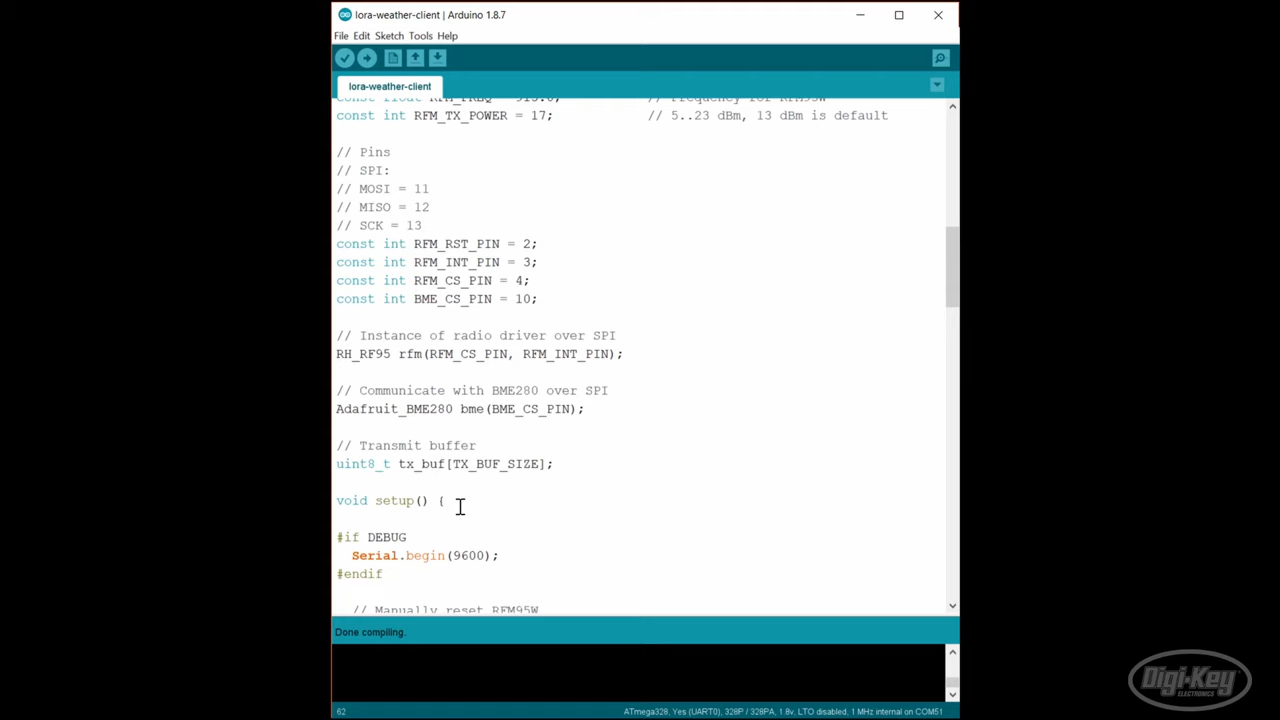 lora-weather-client | Arduino 1.8.7
File Edit Sketch Tools Help
lora-weather-client
const float RFM_FREQ = 915.0; // Frequency for RFM95W
const int RFM_TX_POWER = 17; // 5..23 dBm, 13 dBm is default
// Pins
// SPI:
// MOSI = 11
// MISO = 12
// SCK = 13
const int RFM_RST_PIN = 2;
const int RFM_INT_PIN = 3;
const int RFM_CS_PIN = 4;
const int BME_CS_PIN = 10;
// Instance of radio driver over SPI
RH_RF95 rfm(RFM_CS_PIN, RFM_INT_PIN);
// Communicate with BME280 over SPI
Adafruit_BME280 bme(BME_CS_PIN);
// Transmit buffer
uint8_t tx_buf[TX_BUF_SIZE];
void setup() {
#if DEBUG
Serial.begin(9600);
#endif
// Manually reset RFM95W
Done compiling.
62 ATmega328, Yes (UART0), 328P / 328PA, 1.8v, LTO disabled, 1 MHz internal on COM51
Digi-Key
ELECTRONICS